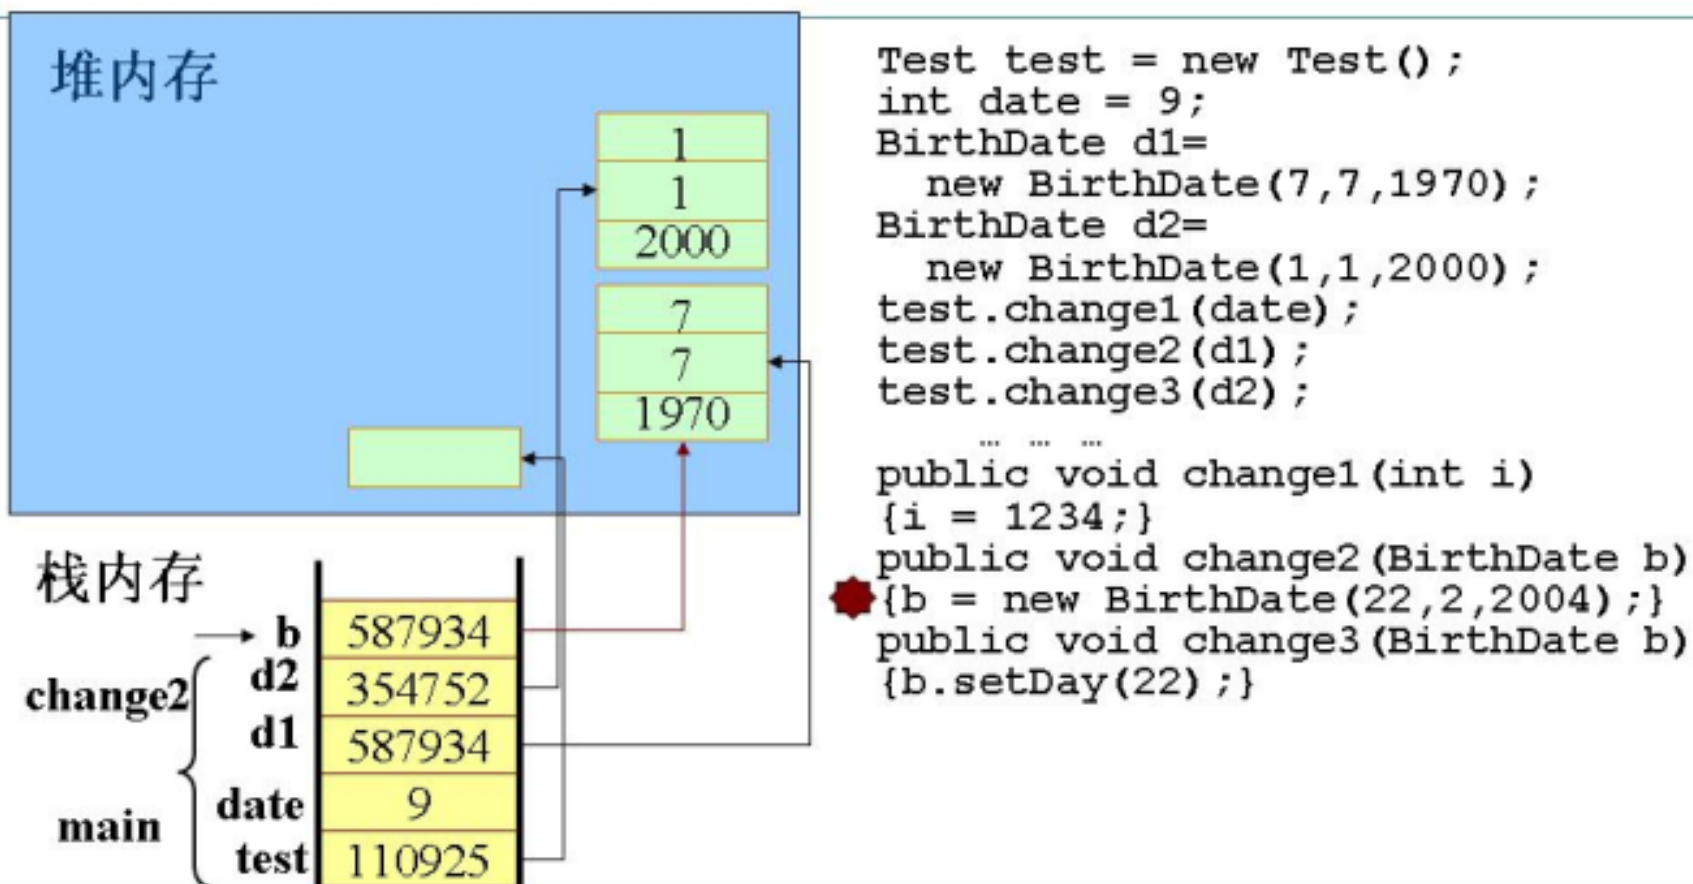 堆内存
1
1
2000
7
7
1970
栈内存
b 587934
change2 d2 354752
d1 587934
date 9
main
test 110925
Test test = new Test();
int date = 9;
BirthDate d1=
new BirthDate(7,7,1970);
BirthDate d2=
new BirthDate(1,1,2000);
test.change1(date);
test.change2(d1);
test.change3(d2);
… … …
public void change1(int i)
{i = 1234;}
public void change2(BirthDate b)
{b = new BirthDate(22,2,2004);}
public void change3(BirthDate b)
{b.setDay(22);}